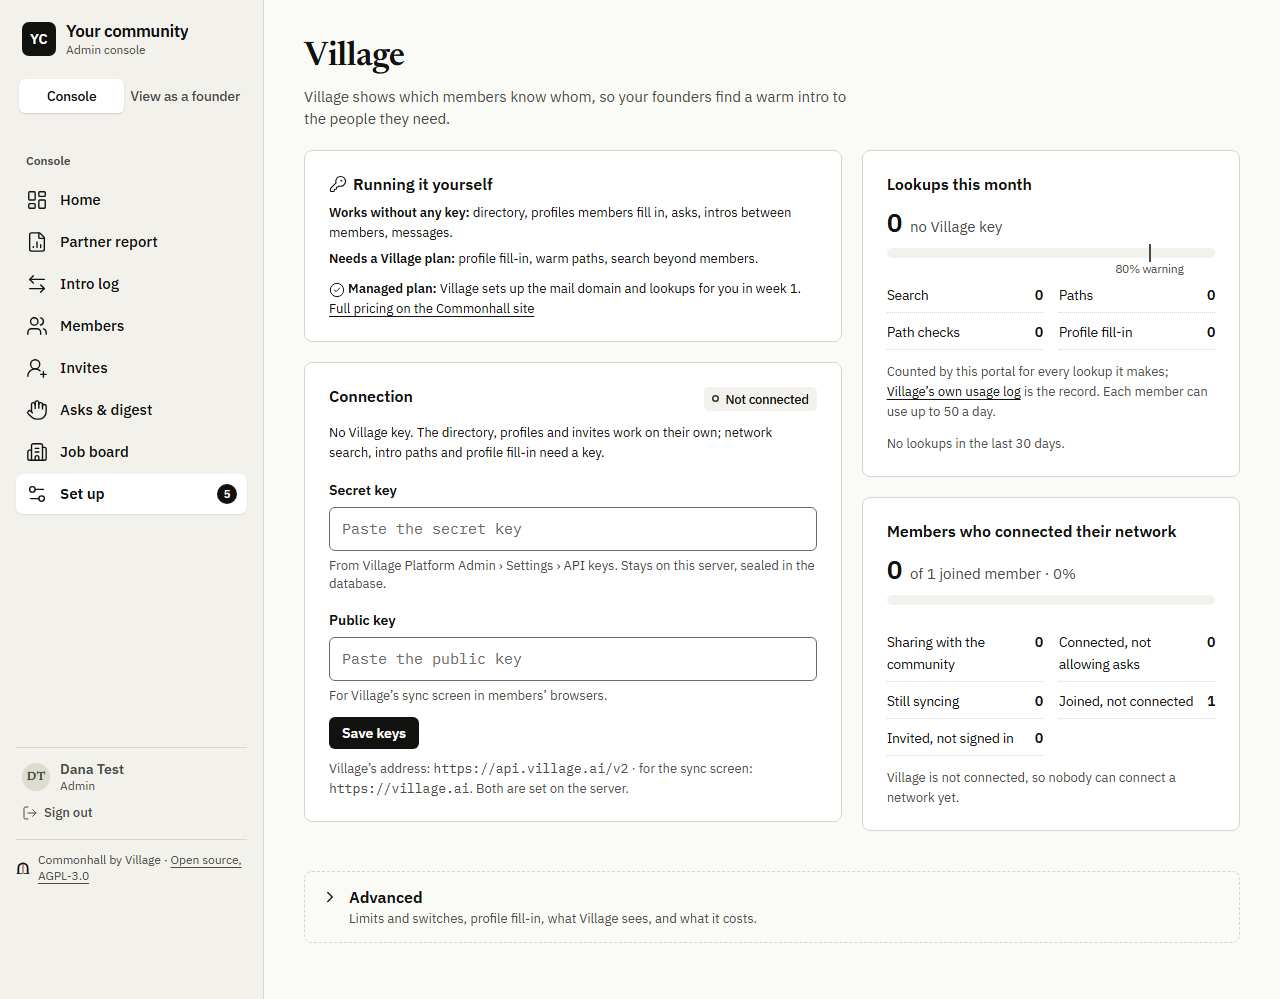 YC
Your community
Admin console
Console
View as a founder
Console
Home
Partner report
Intro log
Members
Invites
Asks & digest
Job board
Set up
5
DT
Dana Test
Admin
Sign out
Commonhall by Village · Open source,
AGPL-3.0
Village
Village shows which members know whom, so your founders find a warm intro to
the people they need.
Running it yourself
Works without any key: directory, profiles members fill in, asks, intros between
members, messages.
Needs a Village plan: profile fill-in, warm paths, search beyond members.
Managed plan: Village sets up the mail domain and lookups for you in week 1.
Full pricing on the Commonhall site
Connection
Not connected
No Village key. The directory, profiles and invites work on their own; network
search, intro paths and profile fill-in need a key.
Secret key
Paste the secret key
From Village Platform Admin › Settings › API keys. Stays on this server, sealed in the
database.
Public key
Paste the public key
For Village’s sync screen in members’ browsers.
Save keys
Village’s address: https://api.village.ai/v2 · for the sync screen:
https://village.ai. Both are set on the server.
Lookups this month
0 no Village key
80% warning
Search 0
Paths 0
Path checks 0
Profile fill-in 0
Counted by this portal for every lookup it makes;
Village’s own usage log is the record. Each member can
use up to 50 a day.
No lookups in the last 30 days.
Members who connected their network
0 of 1 joined member · 0%
Sharing with the 0
community
Connected, not 0
allowing asks
Still syncing 0
Joined, not connected 1
Invited, not signed in 0
Village is not connected, so nobody can connect a
network yet.
Advanced
Limits and switches, profile fill-in, what Village sees, and what it costs.